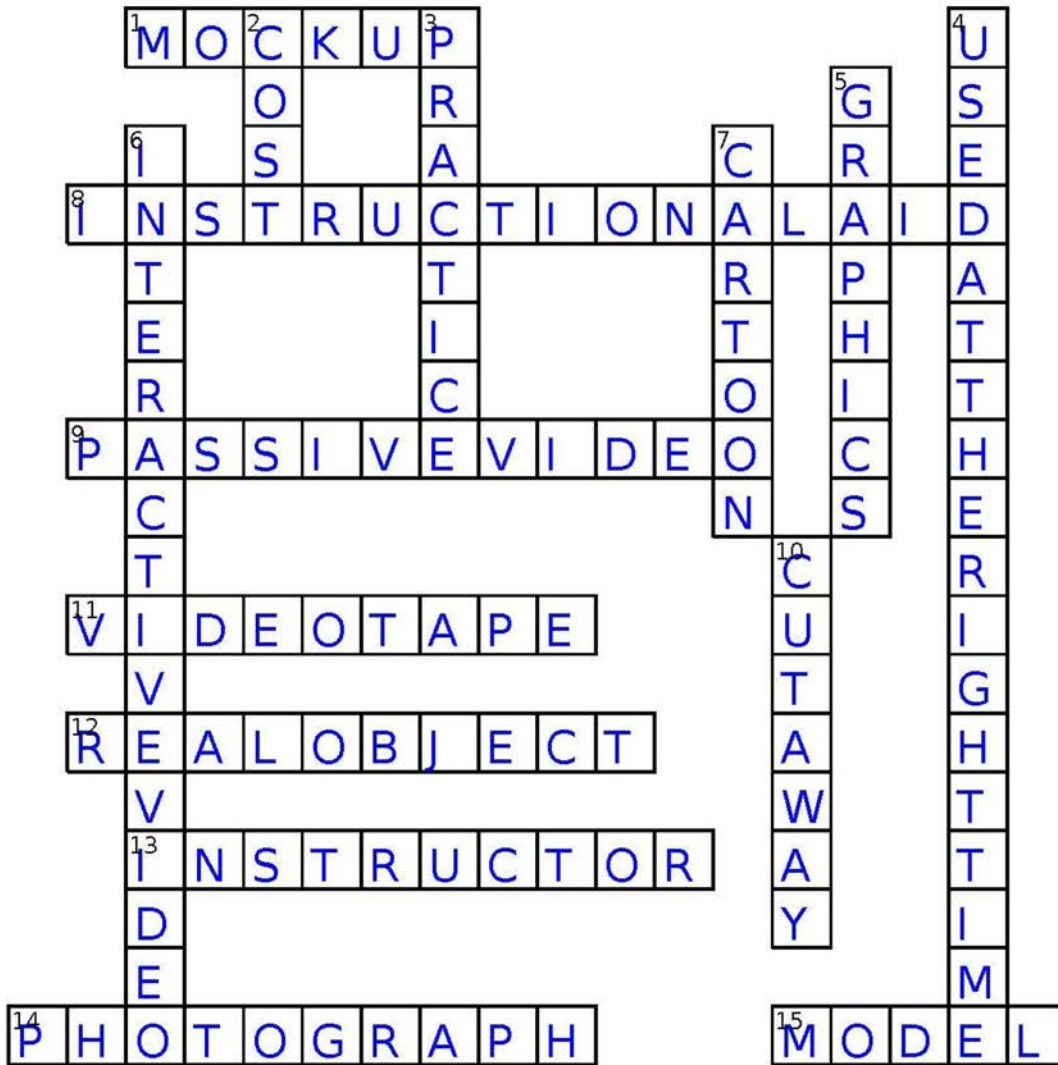 1 M O 2 C K U 3 P 4 U
O R 5 G S
6 I S A 7 C R E
8 I N S T R U C T I O N A L A I D
T T R P A
E I T H T
R C O I T
9 P A S S I V E V I D E O C H
C N S E
T 10 C R
11 V I D E O T A P E U I
V T G
12 R E A L O B J E C T A H
V W T
13 I N S T R U C T O R A T
D Y I
E M
14 P H O T O G R A P H 15 M O D E L